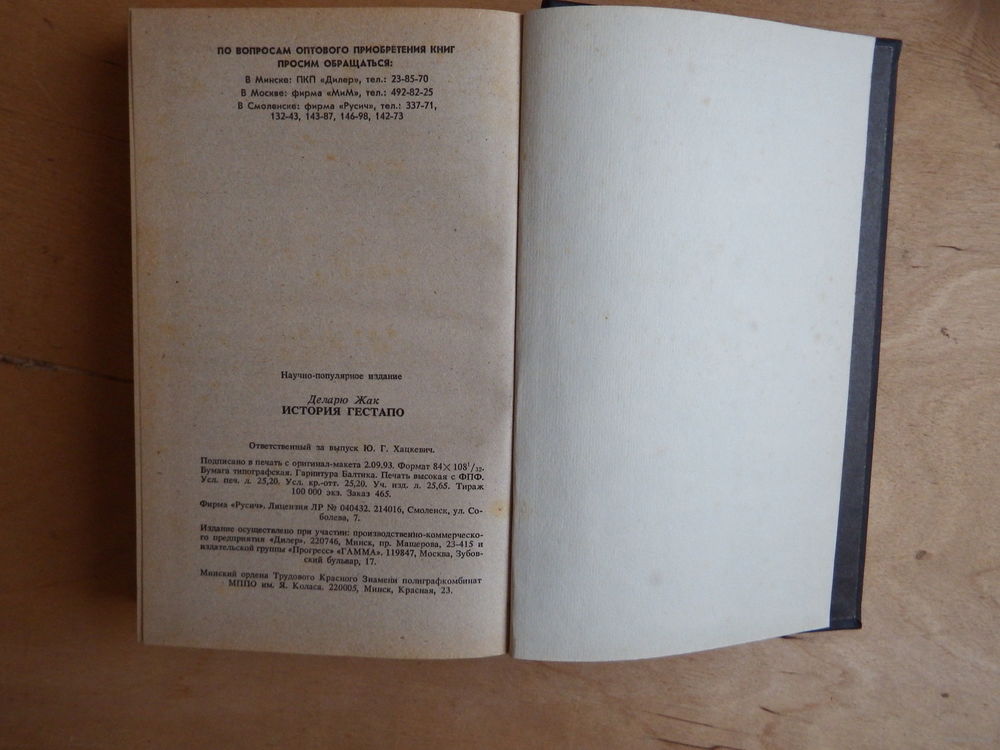 ПО ВОПРОСАМ ОПТОВОГО ПРИОБРЕТЕНИЯ КНИГ
ПРОСИМ ОБРАЩАТЬСЯ:
В Минске: ПКП «Дилер», тел.: 23-85-70
В Москве: фирма «МиМ», тел.: 492-82-25
В Смоленске: фирма «Русич», тел.: 337-71,
132-43, 143-87, 146-98, 142-73
Научно-популярное издание
Деларю Жак
ИСТОРИЯ ГЕСТАПО
Ответственный за выпуск Ю. Г. Хацкевич.
Подписано в печать с оригинал-макета 2.09.93. Формат 84×108¹/₃₂.
Бумага типографская. Гарнитура Балтика. Печать высокая с ФПФ.
Усл. печ. л. 25,20. Усл. кр.-отт. 25,20. Уч. изд. л. 25,65. Тираж
100 000 экз. Заказ 465.
Фирма «Русич». Лицензия ЛР № 040432. 214016, Смоленск, ул. Со-
болева, 7.
Издание осуществлено при участии: производственно-коммерческо-
го предприятия «Дилер». 220746, Минск, пр. Машерова, 23-415 и
издательской группы «Прогресс» «ГАММА». 119847, Москва, Зубов-
ский бульвар, 17.
Минский ордена Трудового Красного Знамени полиграфкомбинат
МППО им. Я. Коласа. 220005, Минск, Красная, 23.